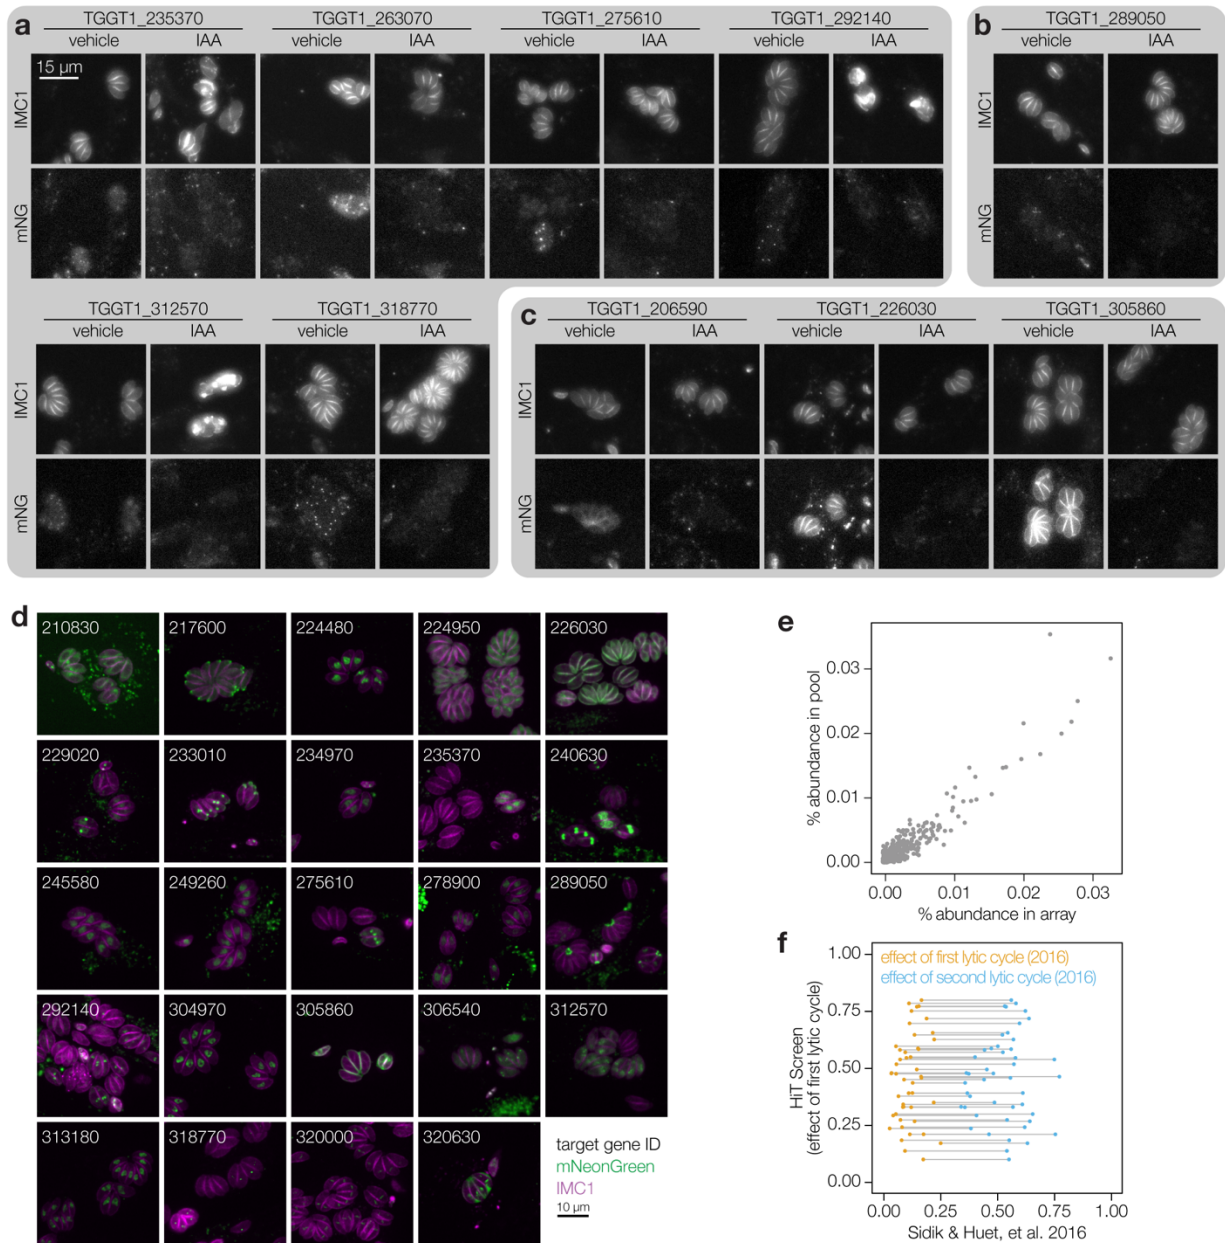 a
TGGT1_235370 TGGT1_263070 TGGT1_275610 TGGT1_292140
vehicle IAA vehicle IAA vehicle IAA vehicle IAA
15 µm
IMC1
mNG
b
TGGT1_289050
vehicle IAA
IMC1
mNG
TGGT1_312570 TGGT1_318770
vehicle IAA vehicle IAA
IMC1
mNG
c
TGGT1_206590 TGGT1_226030 TGGT1_305860
vehicle IAA vehicle IAA vehicle IAA
IMC1
mNG
d
210830 217600 224480 224950 226030
229020 233010 234970 235370 240630
245580 249260 275610 278900 289050
292140 304970 305860 306540 312570
313180 318770 320000 320630
target gene ID
mNeonGreen
IMC1
10 µm
e
% abundance in pool
0.03
0.02
0.01
0.00
0.00 0.01 0.02 0.03
% abundance in array
f
HiT Screen
(effect of first lytic cycle)
effect of first lytic cycle (2016)
effect of second lytic cycle (2016)
1.00
0.75
0.50
0.25
0.00
0.00 0.25 0.50 0.75 1.00
Sidik & Huet, et al. 2016